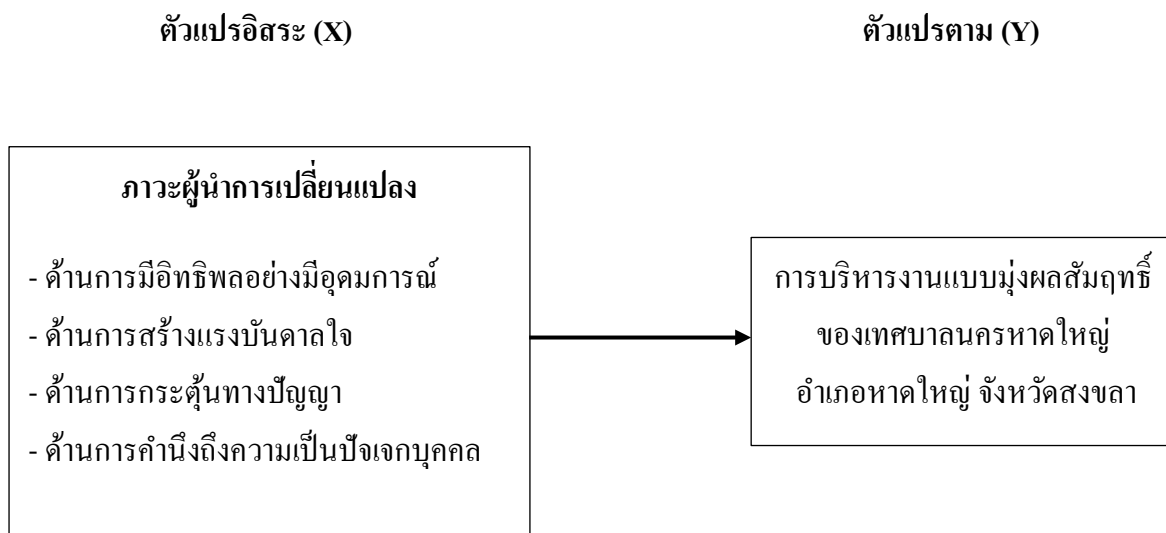 ตัวแปรอิสระ (X)
ตัวแปรตาม (Y)
ภาวะผู้นำการเปลี่ยนแปลง
- ด้านการมีอิทธิพลอย่างมีอุดมการณ์
- ด้านการสร้างแรงบันดาลใจ
- ด้านการกระตุ้นทางปัญญา
- ด้านการคำนึงถึงความเป็นปัจเจกบุคคล
การบริหารงานแบบมุ่งผลสัมฤทธิ์
ของเทศบาลนครหาดใหญ่
อำเภอหาดใหญ่ จังหวัดสงขลา